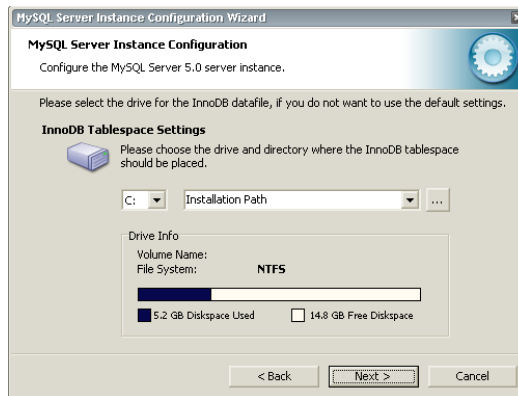 MySQL Server Instance Configuration Wizard
MySQL Server Instance Configuration
Configure the MySQL Server 5.0 server instance.
Please select the drive for the InnoDB datafile, if you do not want to use the default settings.
InnoDB Tablespace Settings
Please choose the drive and directory where the InnoDB tablespace
should be placed.
C: Installation Path ...
Drive Info
Volume Name:
File System: NTFS
5.2 GB Diskspace Used 14.8 GB Free Diskspace
< Back Next > Cancel